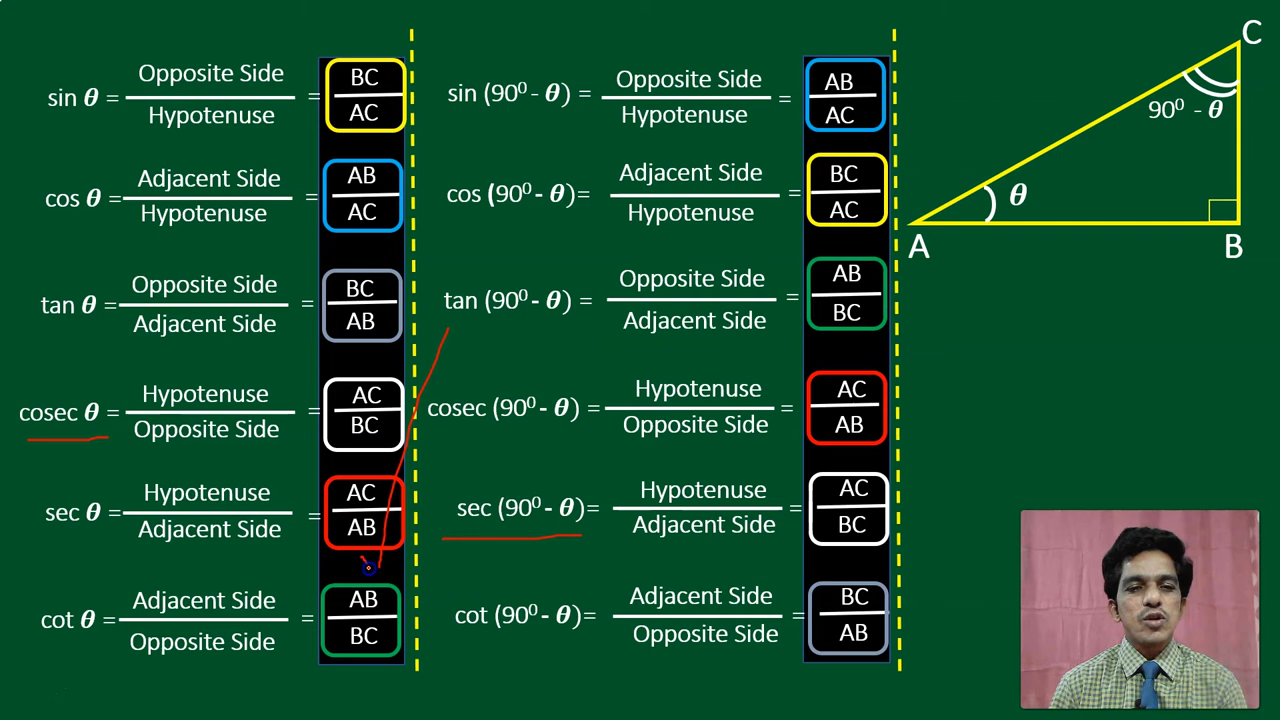 sin θ = Opposite Side / Hypotenuse = BC / AC
cos θ = Adjacent Side / Hypotenuse = AB / AC
tan θ = Opposite Side / Adjacent Side = BC / AB
cosec θ = Hypotenuse / Opposite Side = AC / BC
sec θ = Hypotenuse / Adjacent Side = AC / AB
cot θ = Adjacent Side / Opposite Side = AB / BC
sin (90⁰ - θ) = Opposite Side / Hypotenuse = AB / AC
cos (90⁰ - θ)= Adjacent Side / Hypotenuse = BC / AC
tan (90⁰ - θ) = Opposite Side / Adjacent Side = AB / BC
cosec (90⁰ - θ) = Hypotenuse / Opposite Side = AC / AB
sec (90⁰ - θ)= Hypotenuse / Adjacent Side = AC / BC
cot (90⁰ - θ)= Adjacent Side / Opposite Side = BC / AB
C
90⁰ - θ
θ
A
B